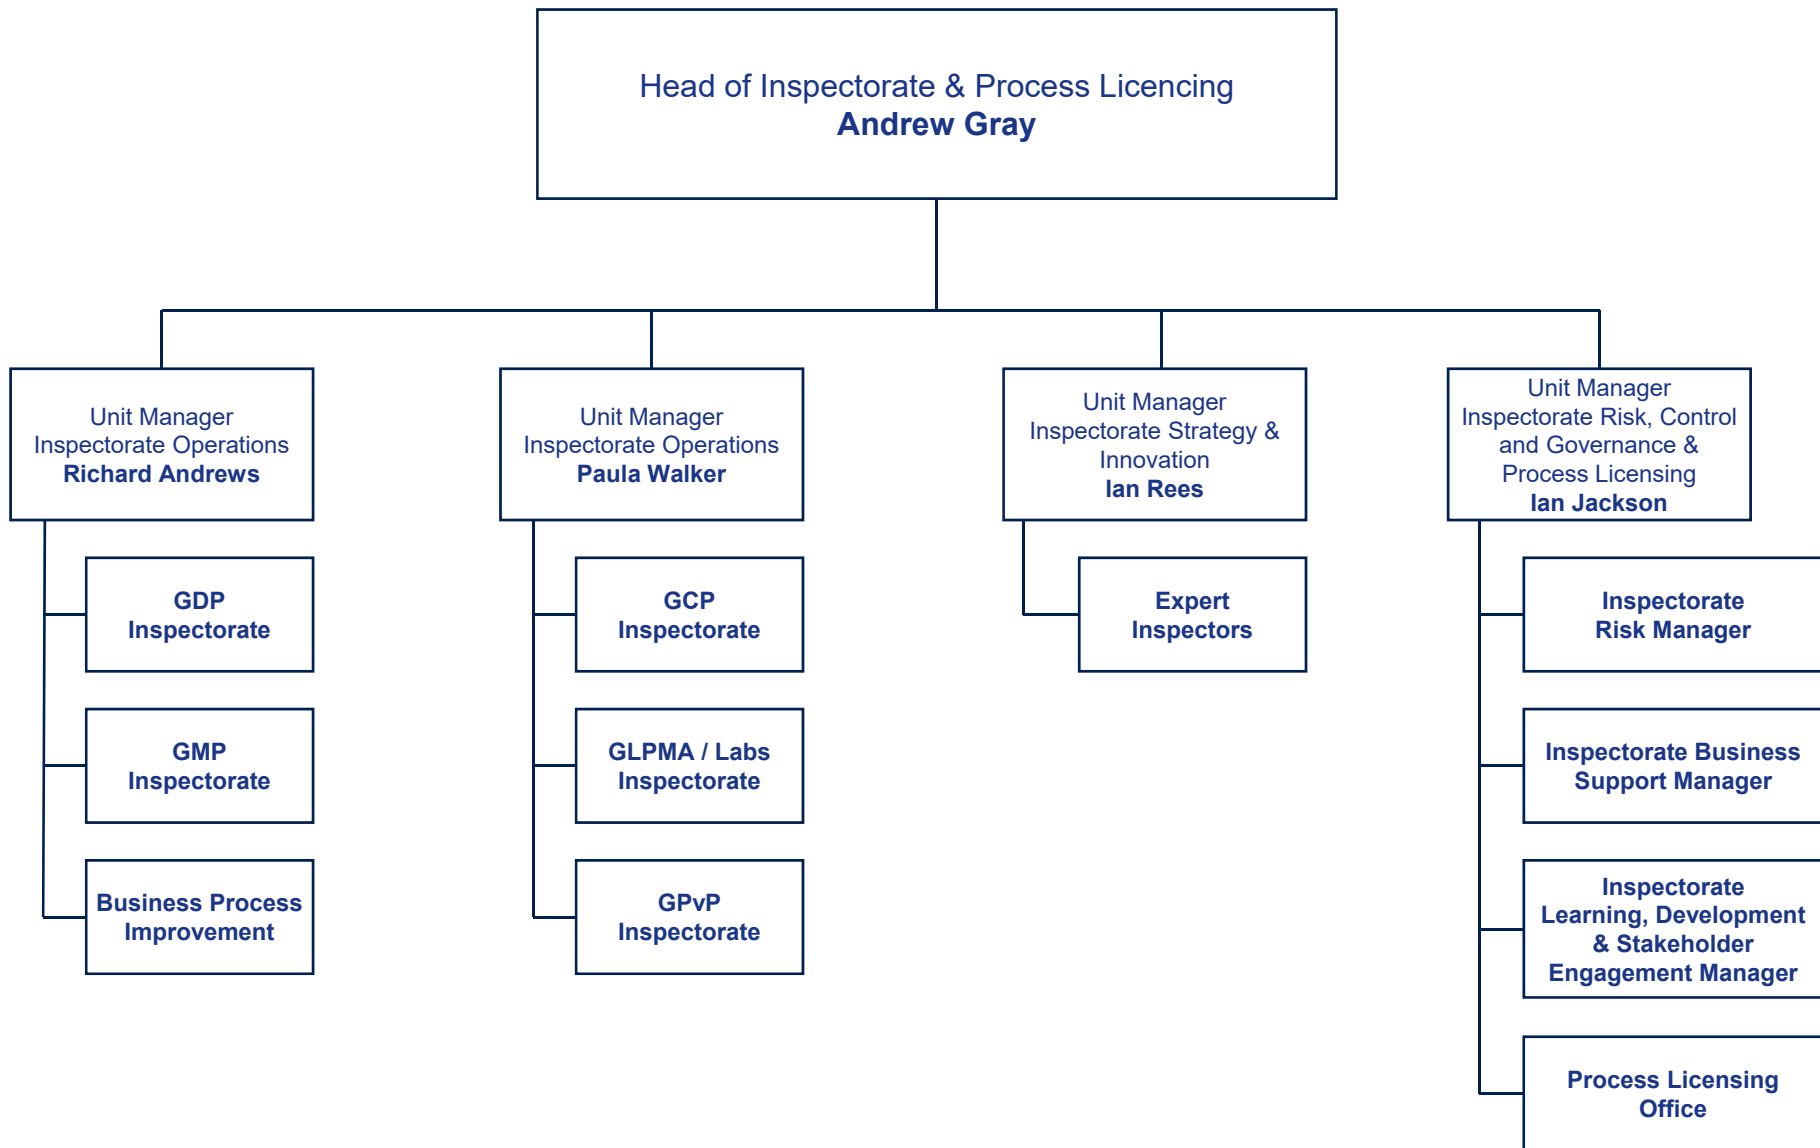 Head of Inspectorate & Process Licencing
Andrew Gray
Unit Manager
Inspectorate Operations
Richard Andrews
GDP
Inspectorate
GMP
Inspectorate
Business Process
Improvement
Unit Manager
Inspectorate Operations
Paula Walker
GCP
Inspectorate
GLPMA / Labs
Inspectorate
GPvP
Inspectorate
Unit Manager
Inspectorate Strategy &
Innovation
Ian Rees
Expert
Inspectors
Unit Manager
Inspectorate Risk, Control
and Governance &
Process Licensing
Ian Jackson
Inspectorate
Risk Manager
Inspectorate Business
Support Manager
Inspectorate
Learning, Development
& Stakeholder
Engagement Manager
Process Licensing
Office